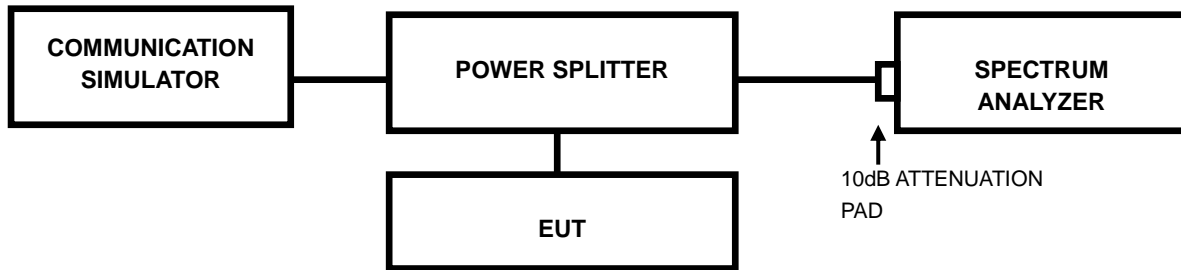 COMMUNICATION
SIMULATOR
POWER SPLITTER
SPECTRUM
ANALYZER
10dB ATTENUATION
PAD
EUT